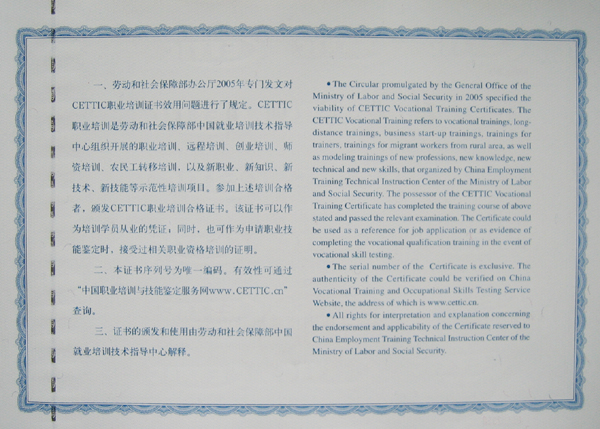 一、劳动和社会保障部办公厅2005年专门发文对
CETTIC职业培训证书效用问题进行了规定。CETTIC
职业培训是劳动和社会保障部中国就业培训技术指导
中心组织开展的职业培训、远程培训、创业培训、师
资培训、农民工转移培训，以及新职业、新知识、新
技术、新技能等示范性培训项目。参加上述培训合格
者，颁发CETTIC职业培训合格证书。该证书可以作
为培训学员从业的凭证；同时，也可作为申请职业技
能鉴定时，接受过相关职业资格培训的证明。
二、本证书序列号为唯一编码，有效性可通过
“中国职业培训与技能鉴定服务网www.CETTIC.cn”
查询。
三、证书的颁发和使用由劳动和社会保障部中国
就业培训技术指导中心解释。
● The Circular promulgated by the General Office of the
Ministry of Labor and Social Security in 2005 specified the
viability of CETTIC Vocational Training Certificates. The
CETTIC Vocational Training refers to vocational trainings, long-
distance trainings, business start-up trainings, trainings for
trainers, trainings for migrant workers from rural area, as well
as modeling trainings of new professions, new knowledge, new
technical and new skills, that organized by China Employment
Training Technical Instruction Center of the Ministry of Labor
and Social Security. The possessor of the CETTIC Vocational
Training Certificate has completed the training course of above
stated and passed the relevant examination. The Certificate could
be used as a reference for job application or as evidence of
completing the vocational qualification training in the event of
vocational skill testing.
● The serial number of the Certificate is exclusive. The
authenticity of the Certificate could be verified on China
Vocational Training and Occupational Skills Testing Service
Website, the address of which is www.cettic.cn.
● All rights for interpretation and explanation concerning
the endorsement and applicability of the Certificate reserved to
China Employment Training Technical Instruction Center of the
Ministry of Labor and Social Security.